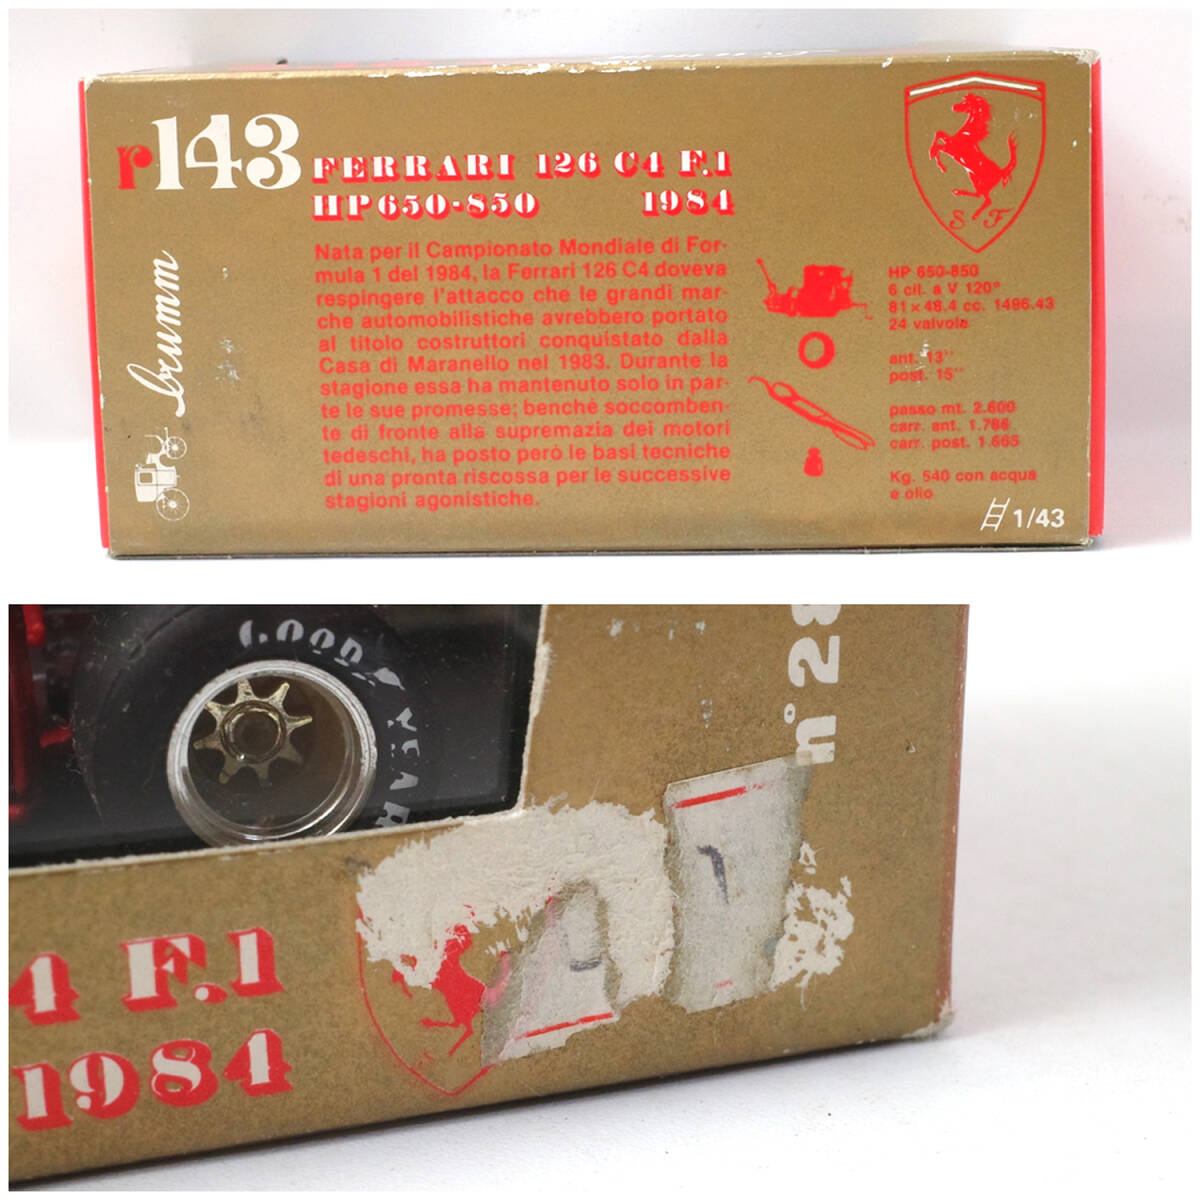 r143
FERRARI 126 C4 F.1
HP 650-850 1984
brumm
Nata per il Campionato Mondiale di For-
mula 1 del 1984, la Ferrari 126 C4 doveva
respingere l'attacco che le grandi mar-
che automobilistiche avrebbero portato
al titolo costruttori conquistato dalla
Casa di Maranello nel 1983. Durante la
stagione essa ha mantenuto solo in par-
te le sue promesse; benchè soccomben-
te di fronte alla supremazia dei motori
tedeschi, ha posto però le basi tecniche
di una pronta riscossa per le successive
stagioni agonistiche.
S F
HP 650-850
6 cil. a V 120°
81 x 48.4 cc. 1496.43
24 valvole
ant. 13''
post. 15''
passo mt. 2.600
carr. ant. 1.786
carr. post. 1.665
Kg. 540 con acqua
e olio
1/43
GOOD
n° 28
4 F.1
1984